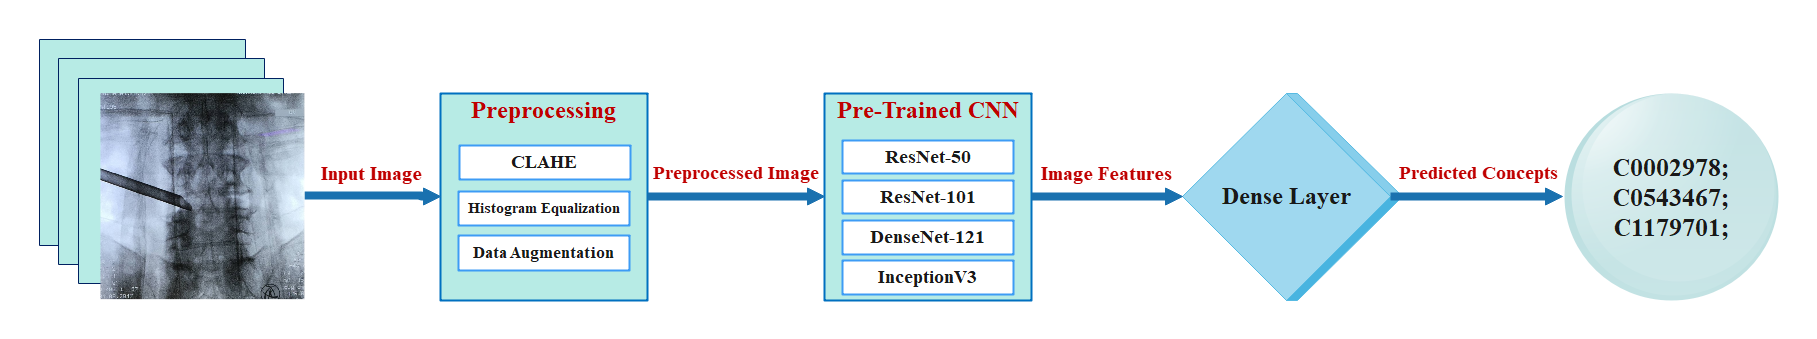 Input Image
Preprocessing
CLAHE
Histogram Equalization
Data Augmentation
Preprocessed Image
Pre-Trained CNN
ResNet-50
ResNet-101
DenseNet-121
InceptionV3
Image Features
Dense Layer
Predicted Concepts
C0002978;
C0543467;
C1179701;